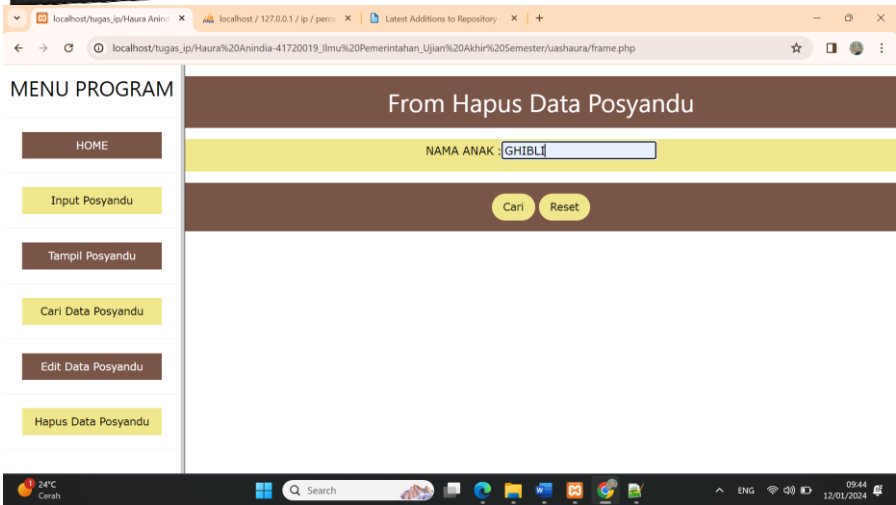 localhost/tugas_ip/Haura Anindi
localhost / 127.0.0.1 / ip / perco
Latest Additions to Repository
localhost/tugas_ip/Haura%20Anindia-41720019_Ilmu%20Pemerintahan_Ujian%20Akhir%20Semester/uashaura/frame.php
MENU PROGRAM
HOME
Input Posyandu
Tampil Posyandu
Cari Data Posyandu
Edit Data Posyandu
Hapus Data Posyandu
From Hapus Data Posyandu
NAMA ANAK : GHIBLI
Cari Reset
1
24°C
Cerah
Search
ENG
09:44
12/01/2024